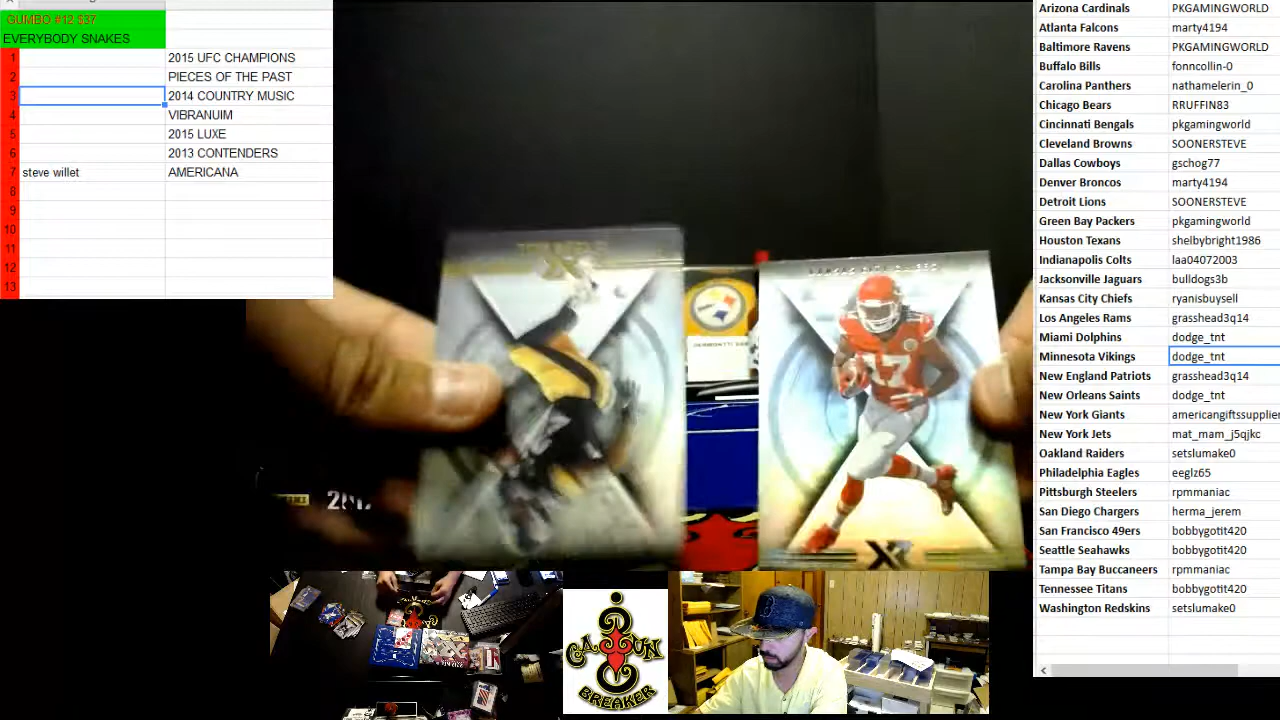 GUMBO #12 $37
EVERYBODY SNAKES
1 2015 UFC CHAMPIONS
2 PIECES OF THE PAST
3 2014 COUNTRY MUSIC
4 VIBRANUIM
5 2015 LUXE
6 2013 CONTENDERS
7 steve willet AMERICANA
8
9
10
11
12
13
Arizona Cardinals PKGAMINGWORLD
Atlanta Falcons marty4194
Baltimore Ravens PKGAMINGWORLD
Buffalo Bills fonncollin-0
Carolina Panthers nathamelerin_0
Chicago Bears RRUFFIN83
Cincinnati Bengals pkgamingworld
Cleveland Browns SOONERSTEVE
Dallas Cowboys gschog77
Denver Broncos marty4194
Detroit Lions SOONERSTEVE
Green Bay Packers pkgamingworld
Houston Texans shelbybright1986
Indianapolis Colts laa04072003
Jacksonville Jaguars bulldogs3b
Kansas City Chiefs ryanisbuysell
Los Angeles Rams grasshead3q14
Miami Dolphins dodge_tnt
Minnesota Vikings dodge_tnt
New England Patriots grasshead3q14
New Orleans Saints dodge_tnt
New York Giants americangiftssupplier
New York Jets mat_mam_j5qjkc
Oakland Raiders setslumake0
Philadelphia Eagles eeglz65
Pittsburgh Steelers rpmmaniac
San Diego Chargers herma_jerem
San Francisco 49ers bobbygotit420
Seattle Seahawks bobbygotit420
Tampa Bay Buccaneers rpmmaniac
Tennessee Titans bobbygotit420
Washington Redskins setslumake0
17
XR
CAJUN
BREAKER